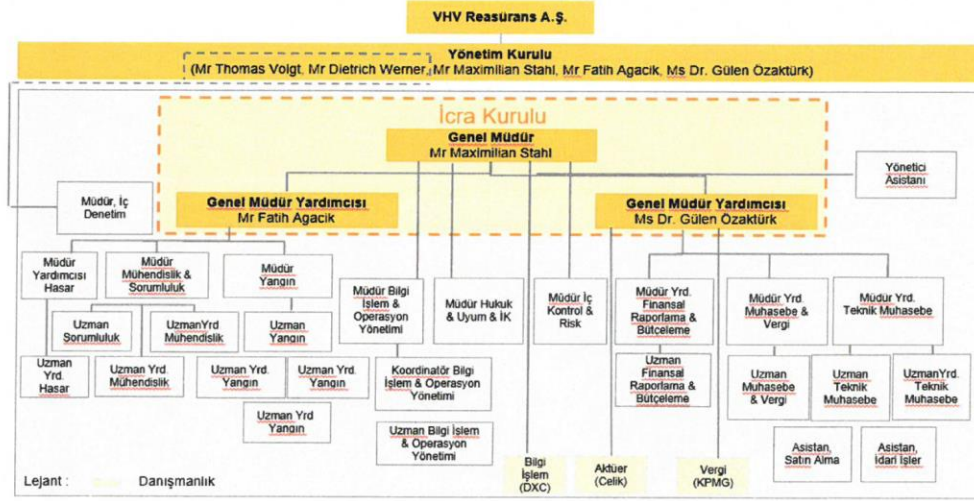 VHV Reasürans A.Ş.
Yönetim Kurulu
(Mr Thomas Voigt, Mr Dietrich Werner, Mr Maximilian Stahl, Mr Fatih Agacik, Ms Dr. Gülen Özaktürk)
İcra Kurulu
Genel Müdür
Mr Maximilian Stahl
Yönetici
Asistanı
Müdür, İç
Denetim
Genel Müdür Yardımcısı
Mr Fatih Agacik
Genel Müdür Yardımcısı
Ms Dr. Gülen Özaktürk
Müdür
Yardımcısı
Hasar
Müdür
Mühendislik &
Sorumluluk
Müdür
Yangın
Müdür Bilgi
İşlem &
Operasyon
Yönetimi
Müdür Hukuk
& Uyum & İK
Müdür İç
Kontrol &
Risk
Müdür Yrd.
Finansal
Raporlama &
Bütçeleme
Müdür Yrd.
Muhasebe &
Vergi
Müdür Yrd.
Teknik Muhasebe
Uzman
Sorumluluk
UzmanYrd.
Mühendislik
Uzman
Yangın
Uzman
Yrd.
Hasar
Uzman Yrd.
Mühendislik
Uzman Yrd.
Yangın
Uzman Yrd.
Yangın
Koordinatör Bilgi
İşlem & Operasyon
Yönetimi
Uzman
Finansal
Raporlama &
Bütçeleme
Uzman
Muhasebe
& Vergi
Uzman
Teknik
Muhasebe
UzmanYrd.
Teknik
Muhasebe
Uzman Yrd
Yangın
Uzman Bilgi İşlem
& Operasyon
Yönetimi
Asistan,
Satın Alma
Asistan,
İdari İşler
Bilgi
İşlem
(DXC)
Aktüer
(Celik)
Vergi
(KPMG)
Lejant :
Danışmanlık